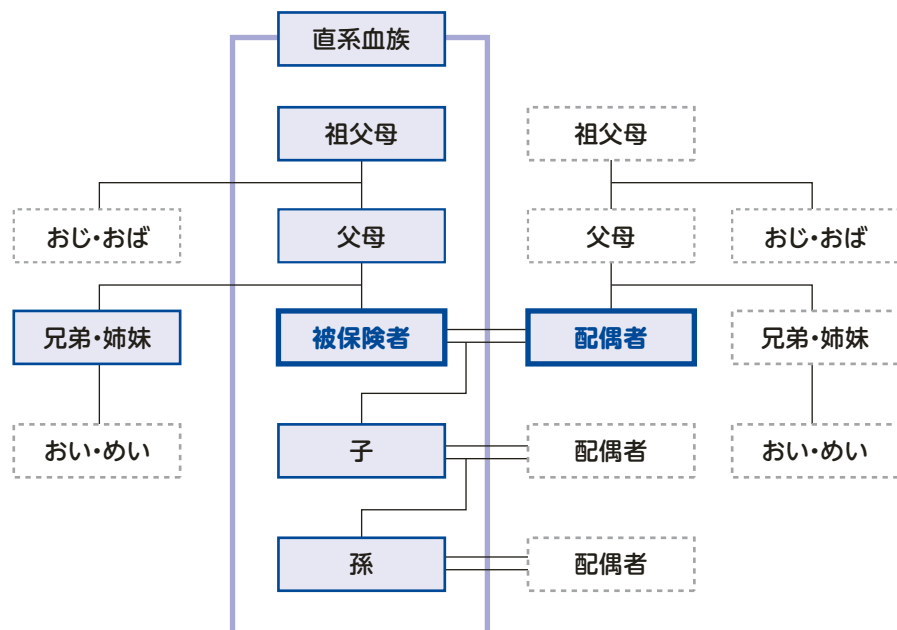 直系血族
祖父母
祖父母
おじ・おば
父母
父母
おじ・おば
兄弟・姉妹
被保険者
配偶者
兄弟・姉妹
おい・めい
子
配偶者
おい・めい
孫
配偶者